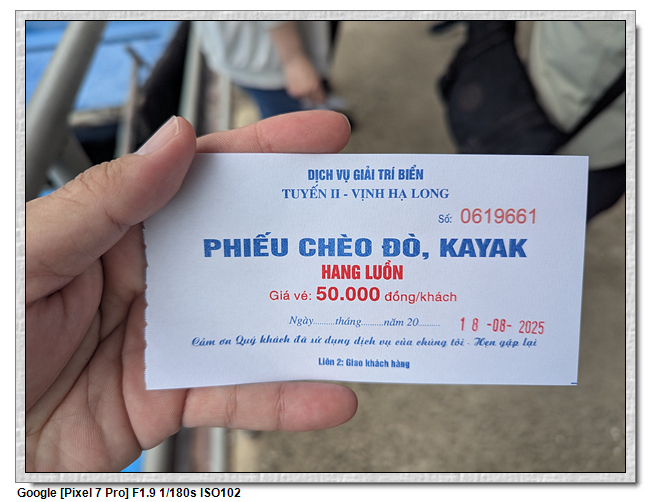 DỊCH VỤ GIẢI TRÍ BIỂN
TUYẾN II - VỊNH HẠ LONG
Số: 0619661
PHIẾU CHÈO ĐÒ, KAYAK
HANG LUỒN
Giá vé: 50.000 đồng/khách
Ngày..........tháng..........năm 20.......... 18 -08- 2025
Cảm ơn Quý khách đã sử dụng dịch vụ của chúng tôi - Hẹn gặp lại
Liên 2: Giao khách hàng
Google [Pixel 7 Pro] F1.9 1/180s ISO102